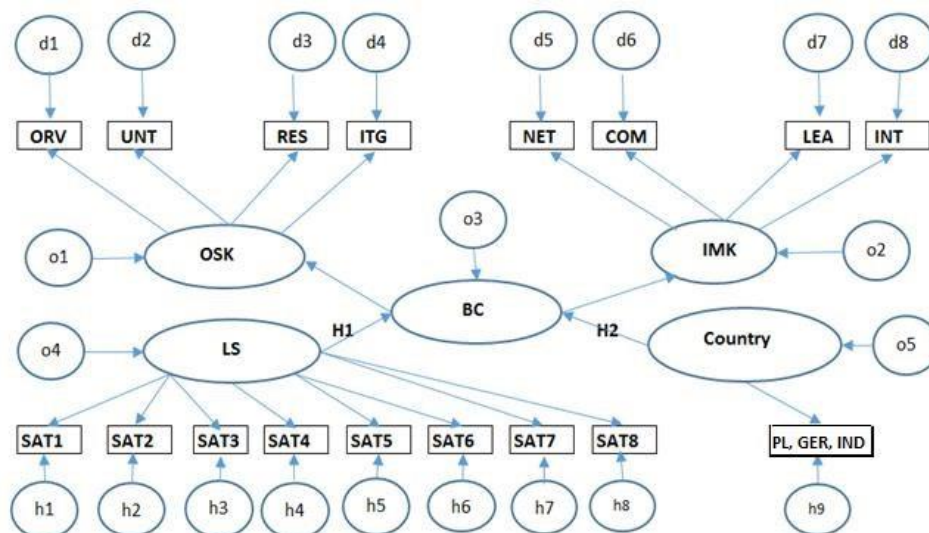 d1 d2 d3 d4 d5 d6 d7 d8
ORV UNT RES ITG NET COM LEA INT
o3
o1 OSK IMK o2
BC
H1 H2
o4 LS Country o5
SAT1 SAT2 SAT3 SAT4 SAT5 SAT6 SAT7 SAT8 PL, GER, IND
h1 h2 h3 h4 h5 h6 h7 h8 h9